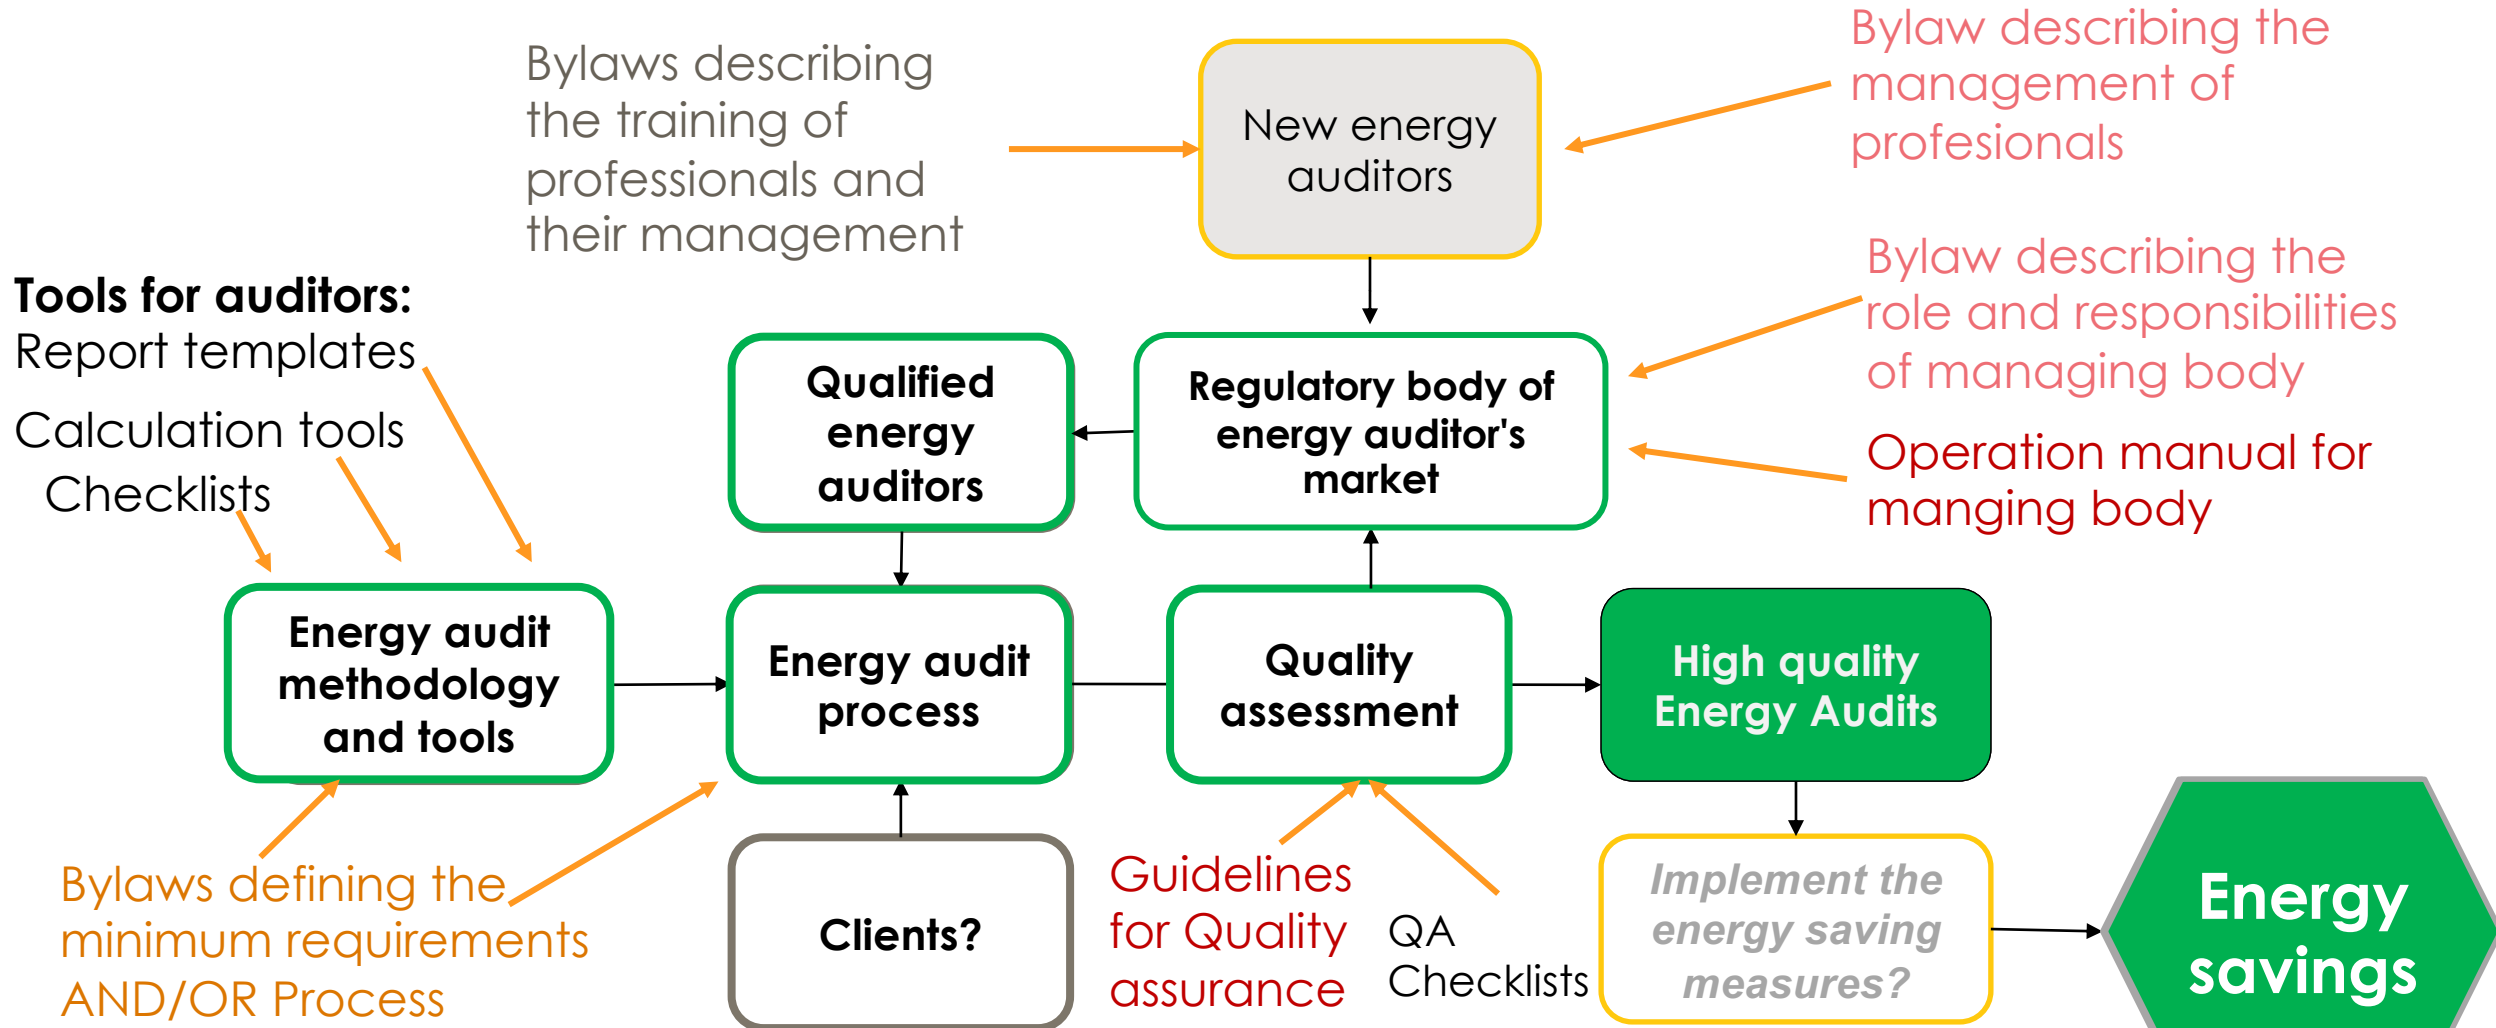 Bylaws describing
the training of
professionals and
their management
New energy
auditors
Bylaw describing the
management of
profesionals
Bylaw describing the
role and responsibilities
of managing body
Operation manual for
manging body
Tools for auditors:
Report templates
Calculation tools
Checklists
Qualified
energy
auditors
Regulatory body of
energy auditor's
market
Energy audit
methodology
and tools
Energy audit
process
Quality
assessment
High quality
Energy Audits
Bylaws defining the
minimum requirements
AND/OR Process
Clients?
Guidelines
for Quality
assurance
QA
Checklists
Implement the
energy saving
measures?
Energy
savings